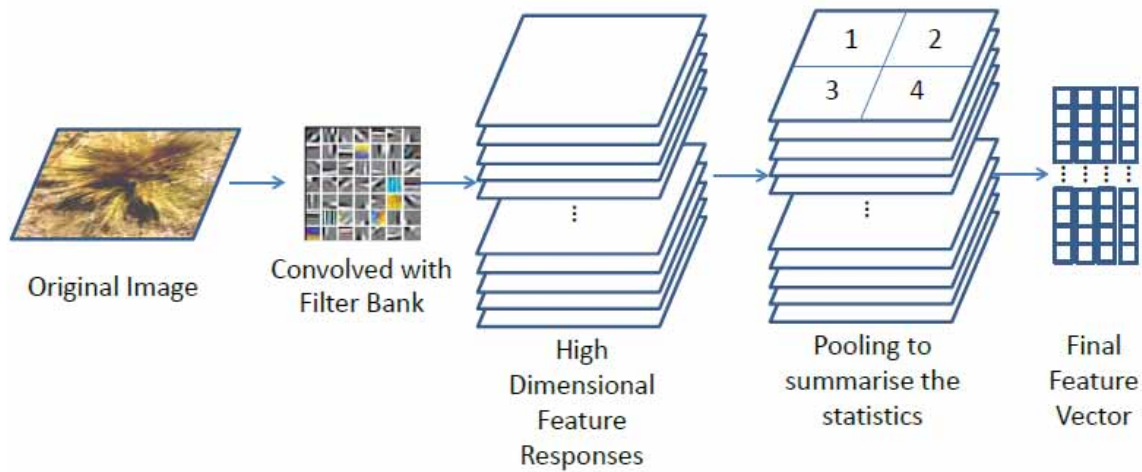 1 2
3 4
Original Image
Convolved with
Filter Bank
High
Dimensional
Feature
Responses
Pooling to
summarise the
statistics
Final
Feature
Vector